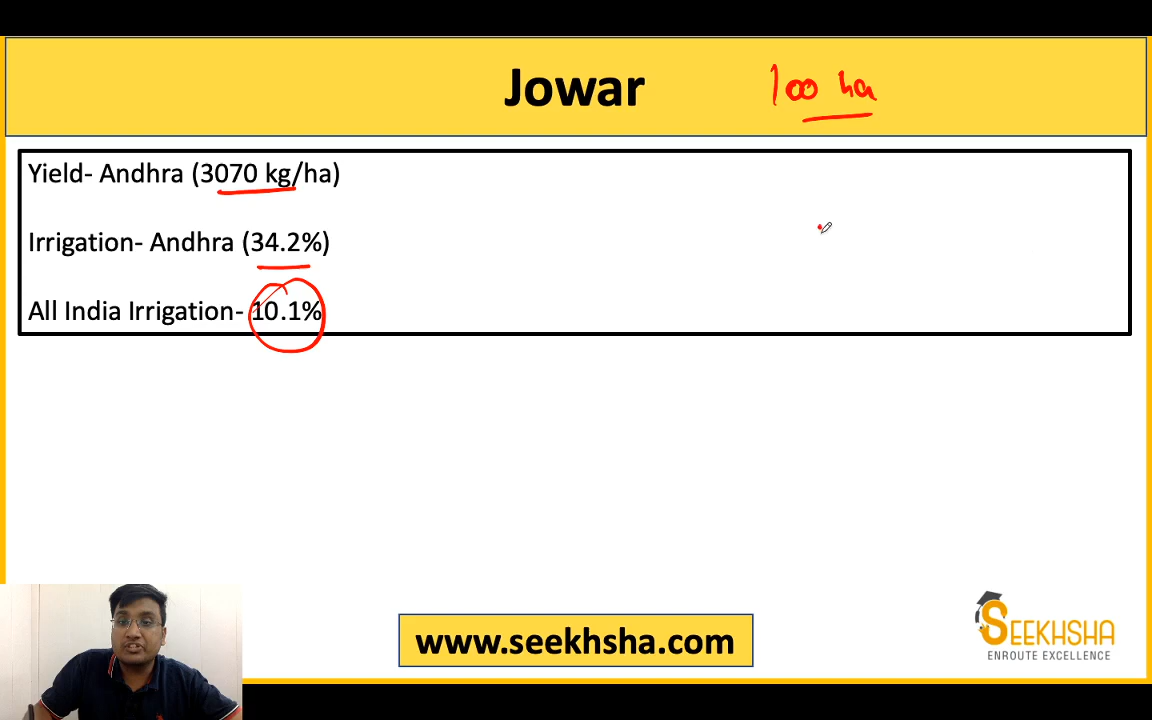 Jowar
100 ha
Yield- Andhra (3070 kg/ha)
Irrigation- Andhra (34.2%)
All India Irrigation- 10.1%
www.seekhsha.com
SEEKHSHA
ENROUTE EXCELLENCE